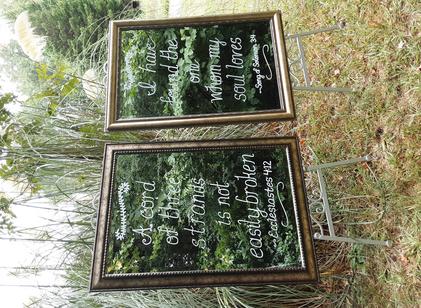 I have
found the
one
whom my
soul loves
~Song of Solomon 3:4
A cord
of three
strands
is not
easily broken
~Ecclesiastes 4:12